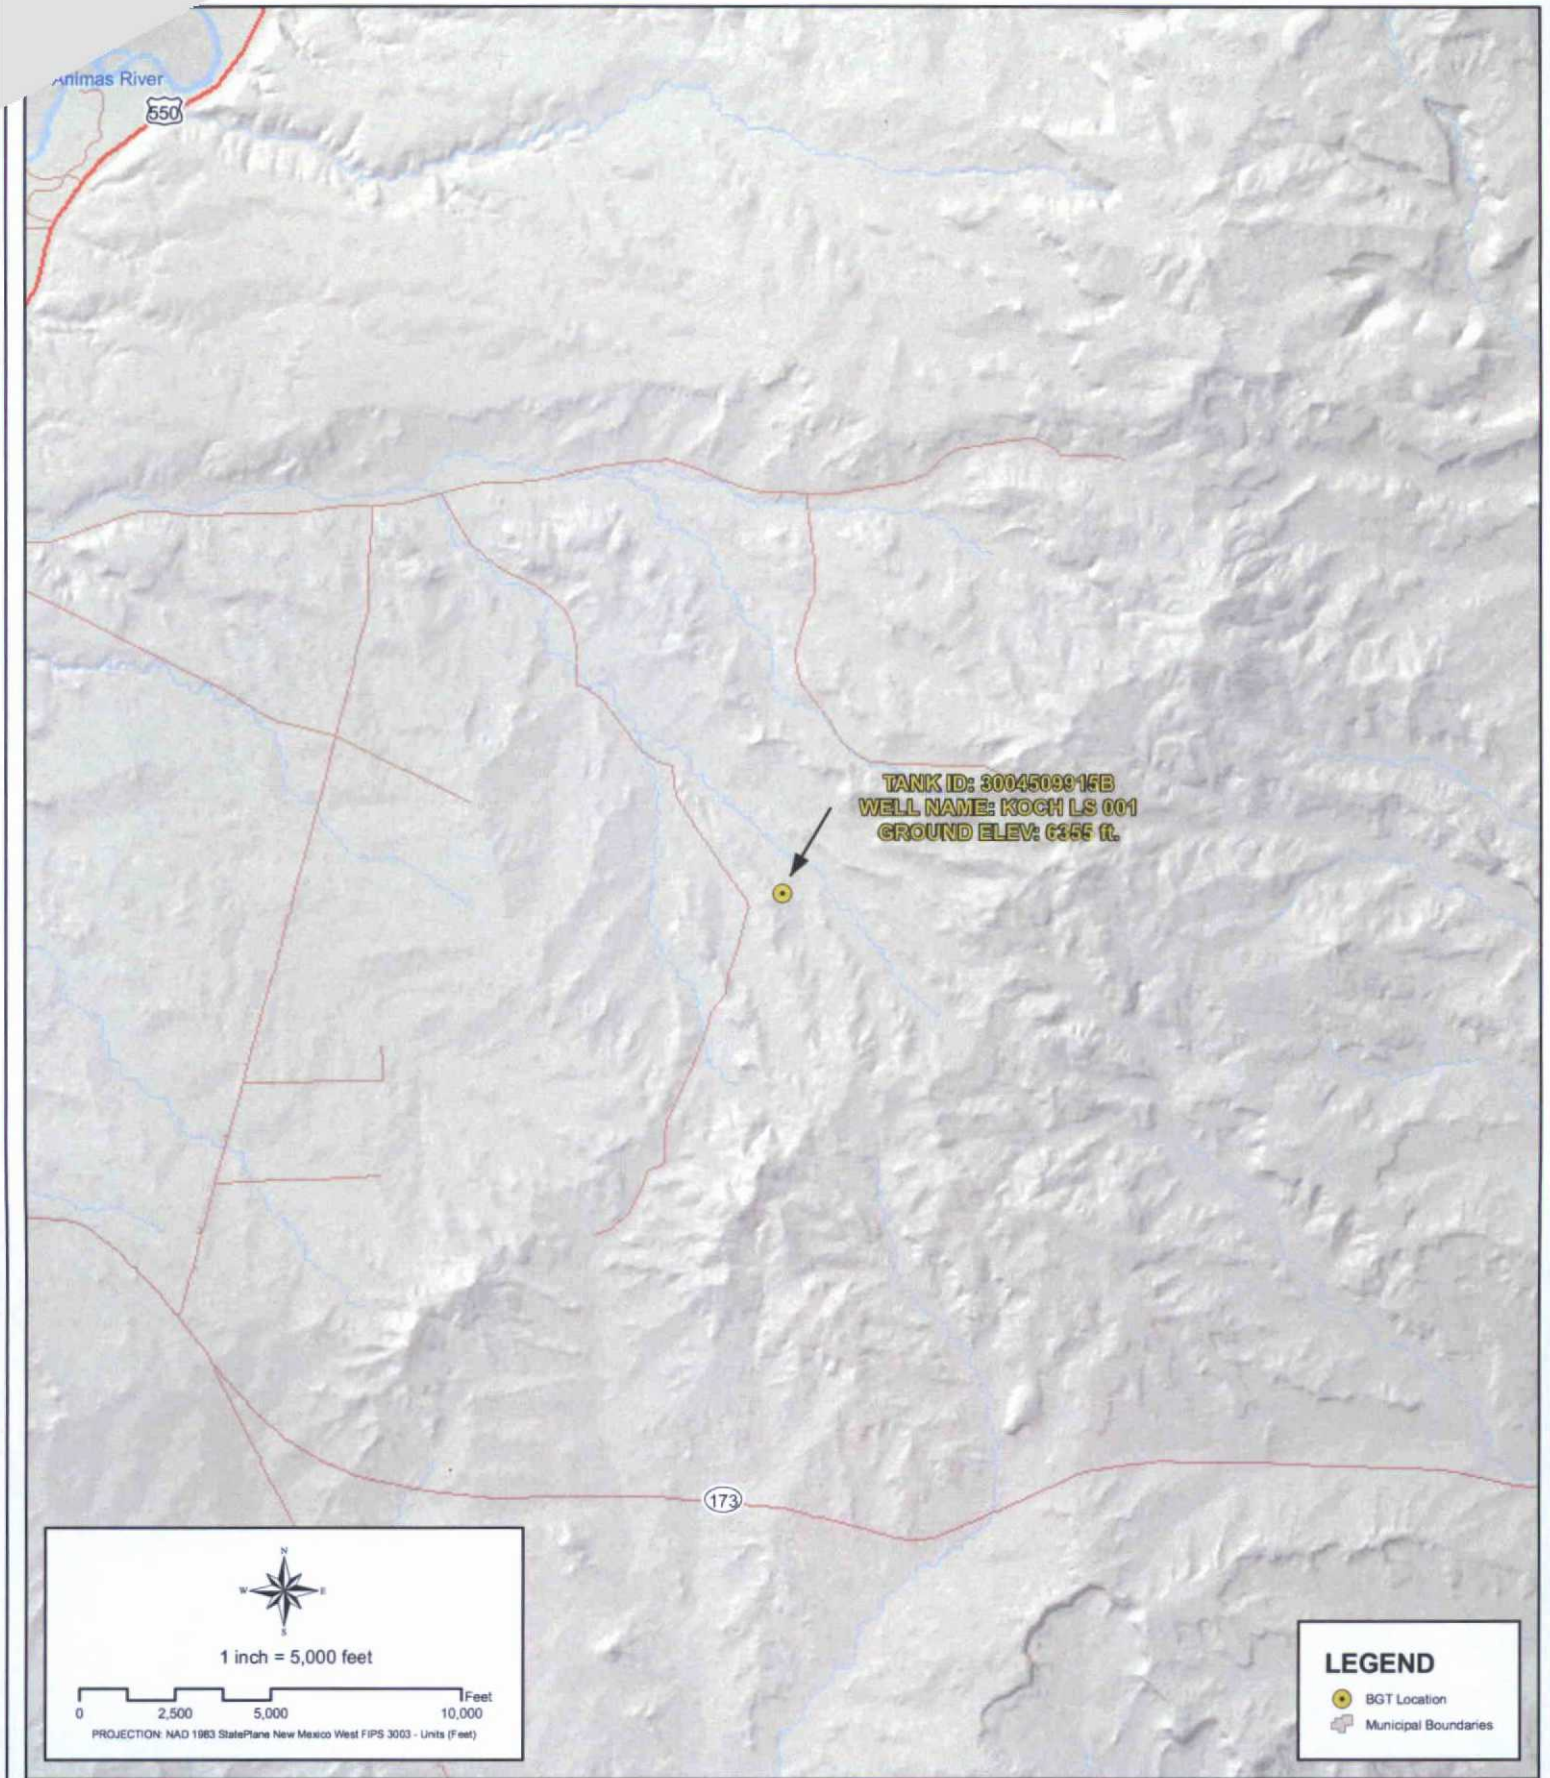 Animas River
550
TANK ID: 3004509915B
WELL NAME: KOCH LS 001
GROUND ELEV: 6355 ft.
173
N
W E
S
1 inch = 5,000 feet
Feet
0 2,500 5,000 10,000
PROJECTION: NAD 1983 StatePlane New Mexico West FIPS 3003 - Units (Feet)
LEGEND
BGT Location
Municipal Boundaries